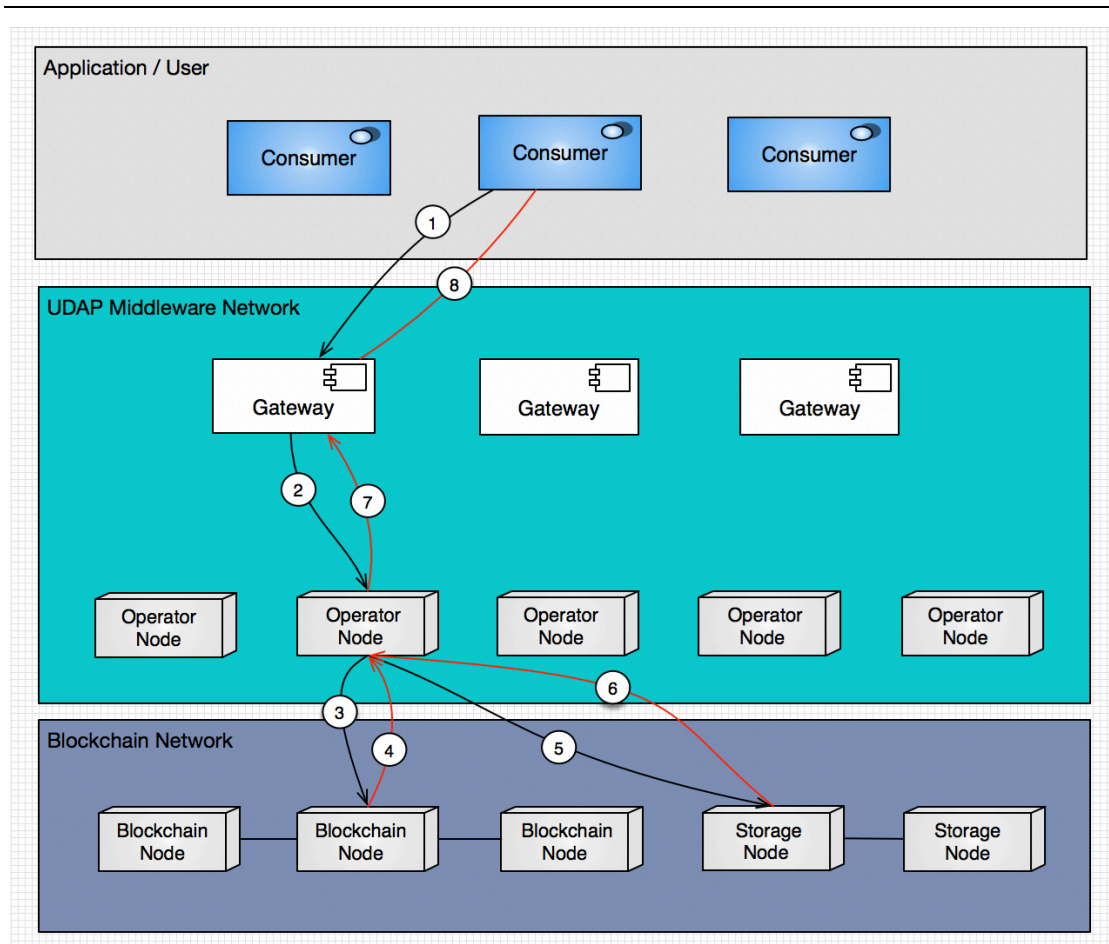 Application / User
Consumer
Consumer
Consumer
1
8
UDAP Middleware Network
Gateway
Gateway
Gateway
2
7
Operator
Node
Operator
Node
Operator
Node
Operator
Node
Operator
Node
6
3
5
4
Blockchain Network
Blockchain
Node
Blockchain
Node
Blockchain
Node
Storage
Node
Storage
Node